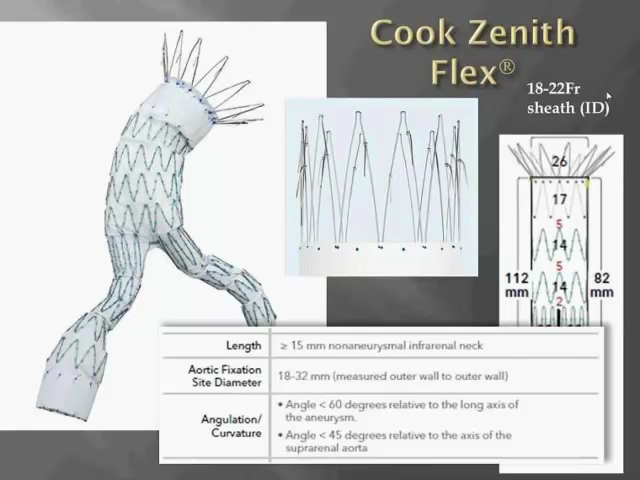 Cook Zenith
Flex®
18-22Fr
sheath (ID)
26
17
5
14
5
112
mm
82
mm
14
2
Length
≥ 15 mm nonaneurysmal infrarenal neck
Aortic Fixation
Site Diameter
18-32 mm (measured outer wall to outer wall)
Angulation/
Curvature
• Angle < 60 degrees relative to the long axis of
the aneurysm.
• Angle < 45 degrees relative to the axis of the
suprarenal aorta